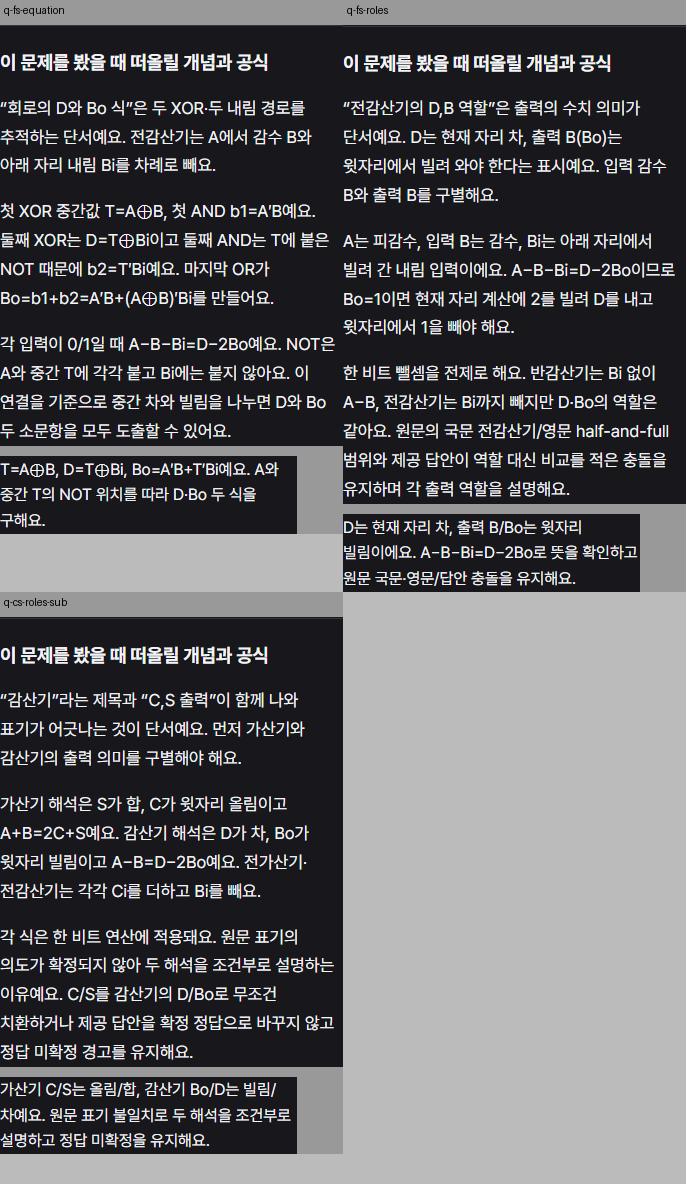 q-fs-equation
이 문제를 봤을 때 떠올릴 개념과 공식
“회로의 D와 Bo 식”은 두 XOR·두 내림 경로를
추적하는 단서예요. 전감산기는 A에서 감수 B와
아래 자리 내림 Bi를 차례로 빼요.
첫 XOR 중간값 T=A⊕B, 첫 AND b1=A′B예요.
둘째 XOR는 D=T⊕Bi이고 둘째 AND는 T에 붙은
NOT 때문에 b2=T′Bi예요. 마지막 OR가
Bo=b1+b2=A′B+(A⊕B)′Bi를 만들어요.
각 입력이 0/1일 때 A−B−Bi=D−2Bo예요. NOT은
A와 중간 T에 각각 붙고 Bi에는 붙지 않아요. 이
연결을 기준으로 중간 차와 빌림을 나누면 D와 Bo
두 소문항을 모두 도출할 수 있어요.
T=A⊕B, D=T⊕Bi, Bo=A′B+T′Bi예요. A와
중간 T의 NOT 위치를 따라 D·Bo 두 식을
구해요.
q-fs-roles
이 문제를 봤을 때 떠올릴 개념과 공식
“전감산기의 D,B 역할”은 출력의 수치 의미가
단서예요. D는 현재 자리 차, 출력 B(Bo)는
윗자리에서 빌려 와야 한다는 표시예요. 입력 감수
B와 출력 B를 구별해요.
A는 피감수, 입력 B는 감수, Bi는 아래 자리에서
빌려 간 내림 입력이에요. A−B−Bi=D−2Bo이므로
Bo=1이면 현재 자리 계산에 2를 빌려 D를 내고
윗자리에서 1을 빼야 해요.
한 비트 뺄셈을 전제로 해요. 반감산기는 Bi 없이
A−B, 전감산기는 Bi까지 빼지만 D·Bo의 역할은
같아요. 원문의 국문 전감산기/영문 half-and-full
범위와 제공 답안이 역할 대신 비교를 적은 충돌을
유지하며 각 출력 역할을 설명해요.
D는 현재 자리 차, 출력 B/Bo는 윗자리
빌림이에요. A−B−Bi=D−2Bo로 뜻을 확인하고
원문 국문·영문/답안 충돌을 유지해요.
q-cs-roles-sub
이 문제를 봤을 때 떠올릴 개념과 공식
“감산기”라는 제목과 “C,S 출력”이 함께 나와
표기가 어긋나는 것이 단서예요. 먼저 가산기와
감산기의 출력 의미를 구별해야 해요.
가산기 해석은 S가 합, C가 윗자리 올림이고
A+B=2C+S예요. 감산기 해석은 D가 차, Bo가
윗자리 빌림이고 A−B=D−2Bo예요. 전가산기·
전감산기는 각각 Ci를 더하고 Bi를 빼요.
각 식은 한 비트 연산에 적용돼요. 원문 표기의
의도가 확정되지 않아 두 해석을 조건부로 설명하는
이유예요. C/S를 감산기의 D/Bo로 무조건
치환하거나 제공 답안을 확정 정답으로 바꾸지 않고
정답 미확정 경고를 유지해요.
가산기 C/S는 올림/합, 감산기 Bo/D는 빌림/
차예요. 원문 표기 불일치로 두 해석을 조건부로
설명하고 정답 미확정을 유지해요.